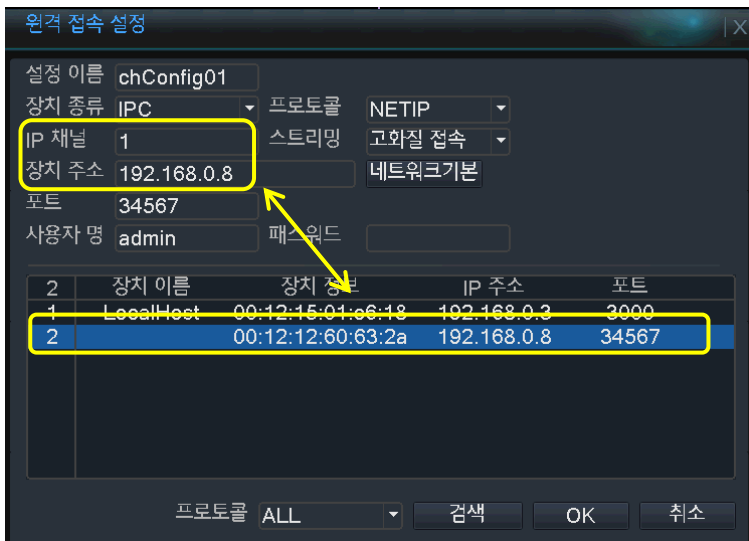 원격 접속 설정 X
설정 이름 chConfig01
장치 종류 IPC 프로토콜 NETIP
IP 채널 1 스트리밍 고화질 접속
장치 주소 192.168.0.8 네트워크기본
포트 34567
사용자 명 admin 패스워드
2 장치 이름 장치 정보 IP 주소 포트
1 LocalHost 00:12:15:01:c6:18 192.168.0.3 3000
2 00:12:12:60:63:2a 192.168.0.8 34567
프로토콜 ALL 검색 OK 취소